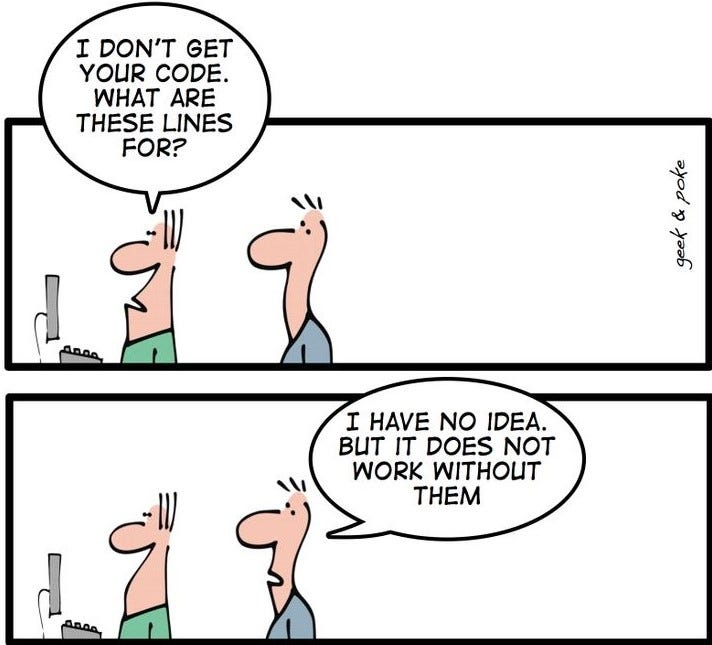 I DON'T GET
YOUR CODE.
WHAT ARE
THESE LINES
FOR?
geek & poke
I HAVE NO IDEA.
BUT IT DOES NOT
WORK WITHOUT
THEM